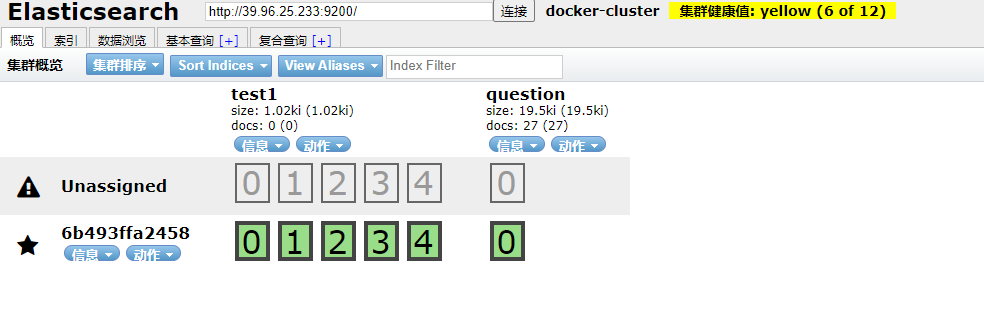 Elasticsearch http://39.96.25.233:9200/ 连接 docker-cluster 集群健康值: yellow (6 of 12)
概览 索引 数据浏览 基本查询 [+] 复合查询 [+]
集群概览 集群排序 Sort Indices View Aliases Index Filter
test1 question
size: 1.02ki (1.02ki) size: 19.5ki (19.5ki)
docs: 0 (0) docs: 27 (27)
信息 动作 信息 动作
Unassigned 0 1 2 3 4 0
6b493ffa2458 0 1 2 3 4 0
信息 动作